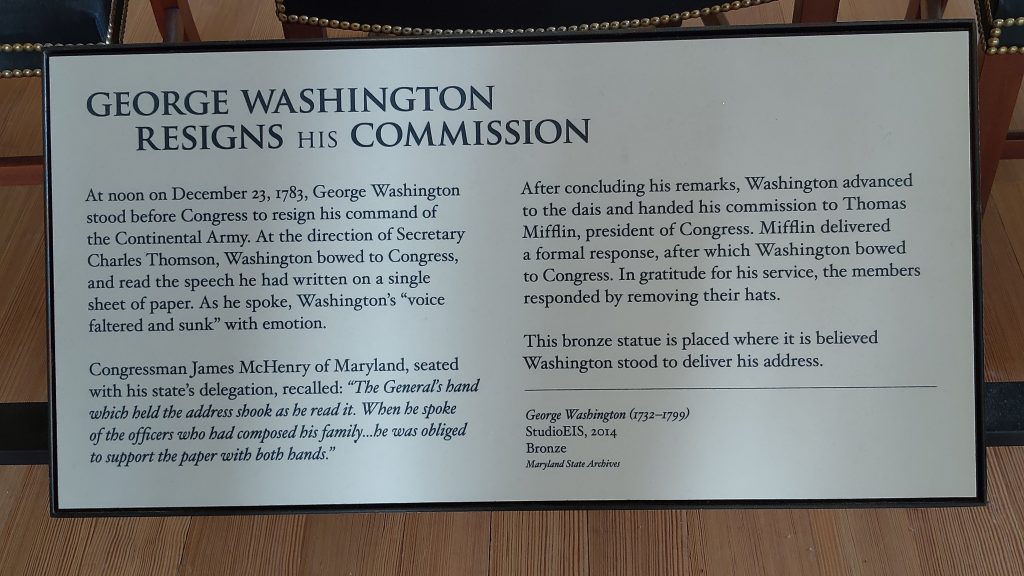 GEORGE WASHINGTON
RESIGNS HIS COMMISSION
At noon on December 23, 1783, George Washington
stood before Congress to resign his command of
the Continental Army. At the direction of Secretary
Charles Thomson, Washington bowed to Congress,
and read the speech he had written on a single
sheet of paper. As he spoke, Washington's “voice
faltered and sunk” with emotion.
Congressman James McHenry of Maryland, seated
with his state's delegation, recalled: “The General's hand
which held the address shook as he read it. When he spoke
of the officers who had composed his family...he was obliged
to support the paper with both hands.”
After concluding his remarks, Washington advanced
to the dais and handed his commission to Thomas
Mifflin, president of Congress. Mifflin delivered
a formal response, after which Washington bowed
to Congress. In gratitude for his service, the members
responded by removing their hats.
This bronze statue is placed where it is believed
Washington stood to deliver his address.
George Washington (1732–1799)
StudioEIS, 2014
Bronze
Maryland State Archives